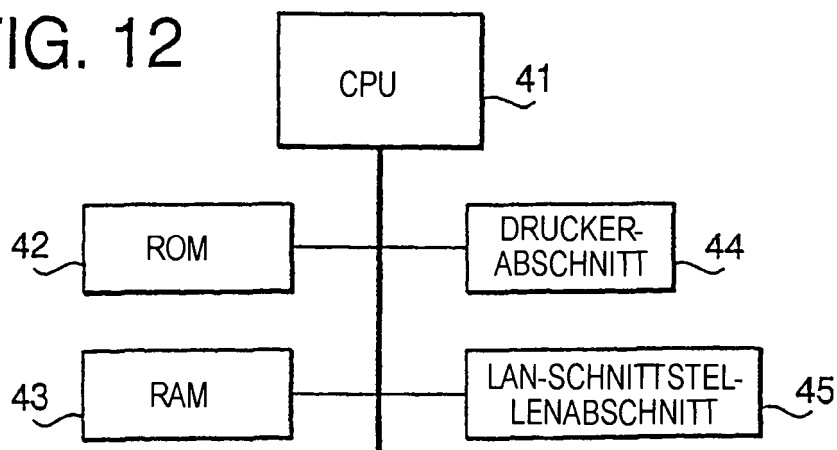 FIG. 12
CPU
41
42
ROM
DRUCKER-
ABSCHNITT
44
43
RAM
LAN-SCHNITTSTEL-
LENABSCHNITT
45